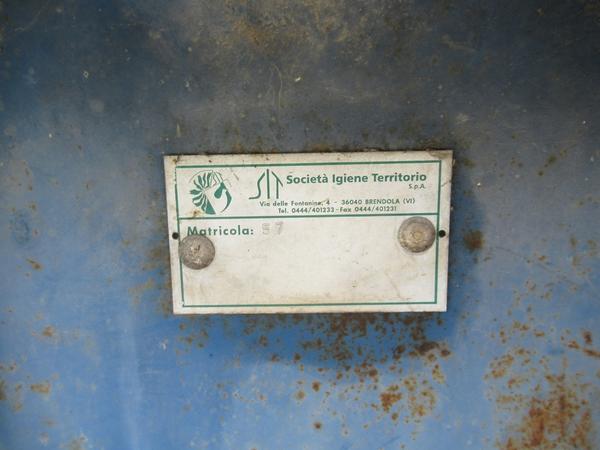 SIT Società Igiene Territorio
S.p.A.
Via delle Fontanine, 4 - 36040 BRENDOLA (VI)
Tel. 0444/401233 - Fax 0444/401231
Matricola: 57